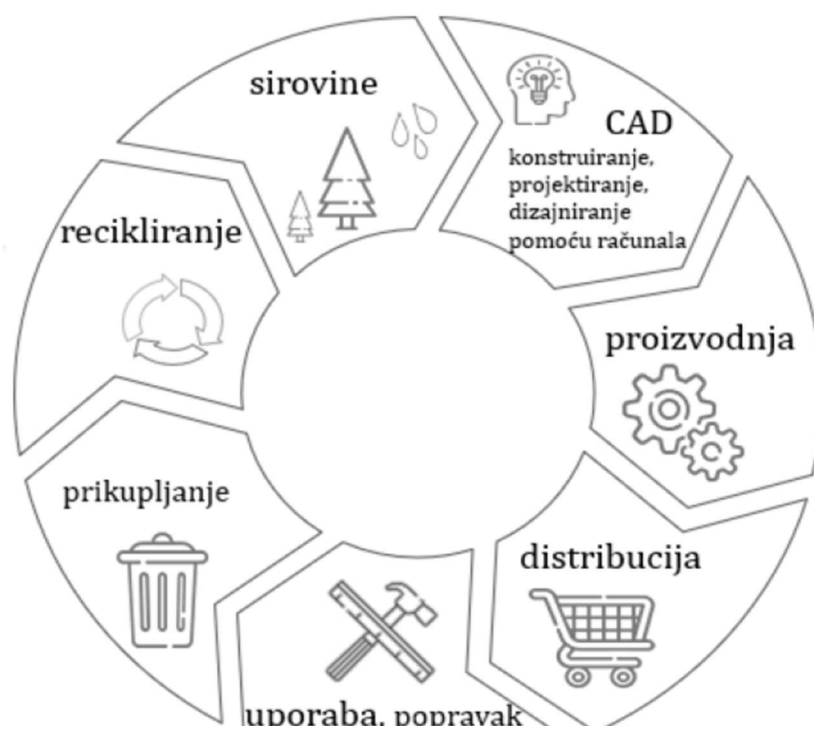 sirovine
CAD
konstruiranje,
projektiranje,
dizajniranje
pomoću računala
proizvodnja
distribucija
uporaba, popravak
prikupljanje
recikliranje